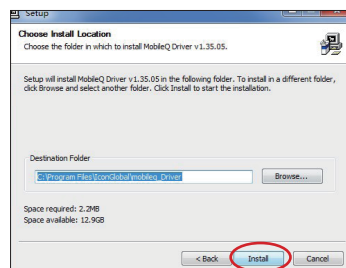 Setup
Choose Install Location
Choose the folder in which to install MobileQ Driver v1.35.05.
Setup will install MobileQ Driver v1.35.05 in the following folder. To install in a different folder,
click Browse and select another folder. Click Install to start the installation.
Destination Folder
C:\Program Files\IconGlobal\mobileq_Driver
Browse...
Space required: 2.2MB
Space available: 12.9GB
< Back
Install
Cancel